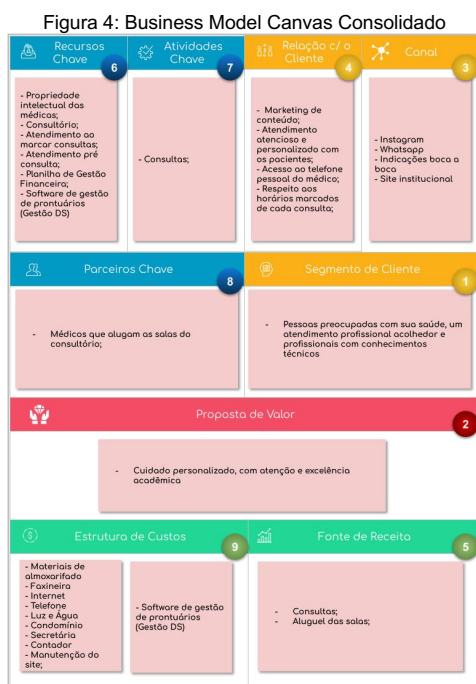 Figura 4: Business Model Canvas Consolidado
Recursos
Chave
6
- Propriedade
intelectual das
médicas;
- Consultório;
- Atendimento ao
marcar consultas;
- Atendimento pré
consulta;
- Planilha de Gestão
Financeira;
- Software de gestão
de prontuários
(Gestão DS)
Atividades
Chave
7
- Consultas;
Relação c/ o
Cliente
4
- Marketing de
conteúdo;
- Atendimento
atencioso e
personalizado com
os pacientes;
- Acesso ao telefone
pessoal do médico;
- Respeito aos
horários marcados
de cada consulta;
Canal
3
- Instagram
- Whatsapp
- Indicações boca a
boca
- Site institucional
Parceiros Chave
8
- Médicos que alugam as salas do
consultório;
Segmento de Cliente
1
- Pessoas preocupadas com sua saúde, um
atendimento profissional acolhedor e
profissionais com conhecimentos
técnicos
Proposta de Valor
2
- Cuidado personalizado, com atenção e excelência
acadêmica
Estrutura de Custos
9
- Materiais de
almoxarifado
- Faxineira
- Internet
- Telefone
- Luz e Água
- Condomínio
- Secretária
- Contador
- Manutenção do
site;
- Software de gestão
de prontuários
(Gestão DS)
Fonte de Receita
5
- Consultas;
- Aluguel das salas;